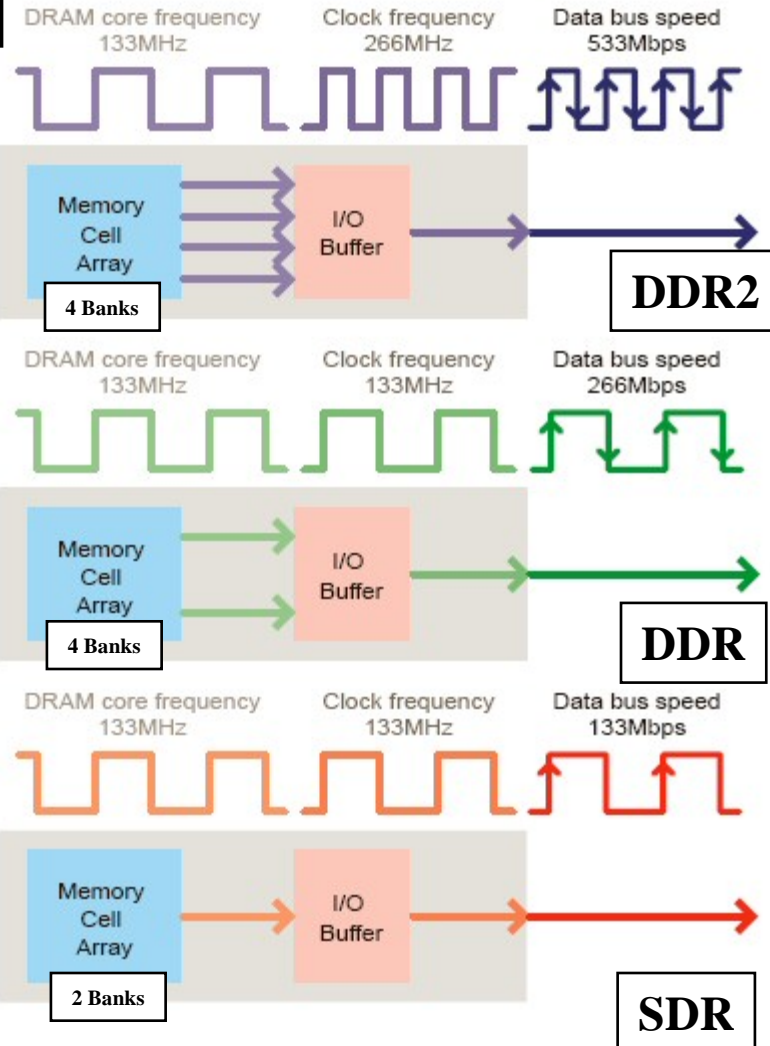 DRAM core frequency
133MHz
Clock frequency
266MHz
Data bus speed
533Mbps
Memory
Cell
Array
4 Banks
I/O
Buffer
DDR2
DRAM core frequency
133MHz
Clock frequency
133MHz
Data bus speed
266Mbps
Memory
Cell
Array
4 Banks
I/O
Buffer
DDR
DRAM core frequency
133MHz
Clock frequency
133MHz
Data bus speed
133Mbps
Memory
Cell
Array
2 Banks
I/O
Buffer
SDR